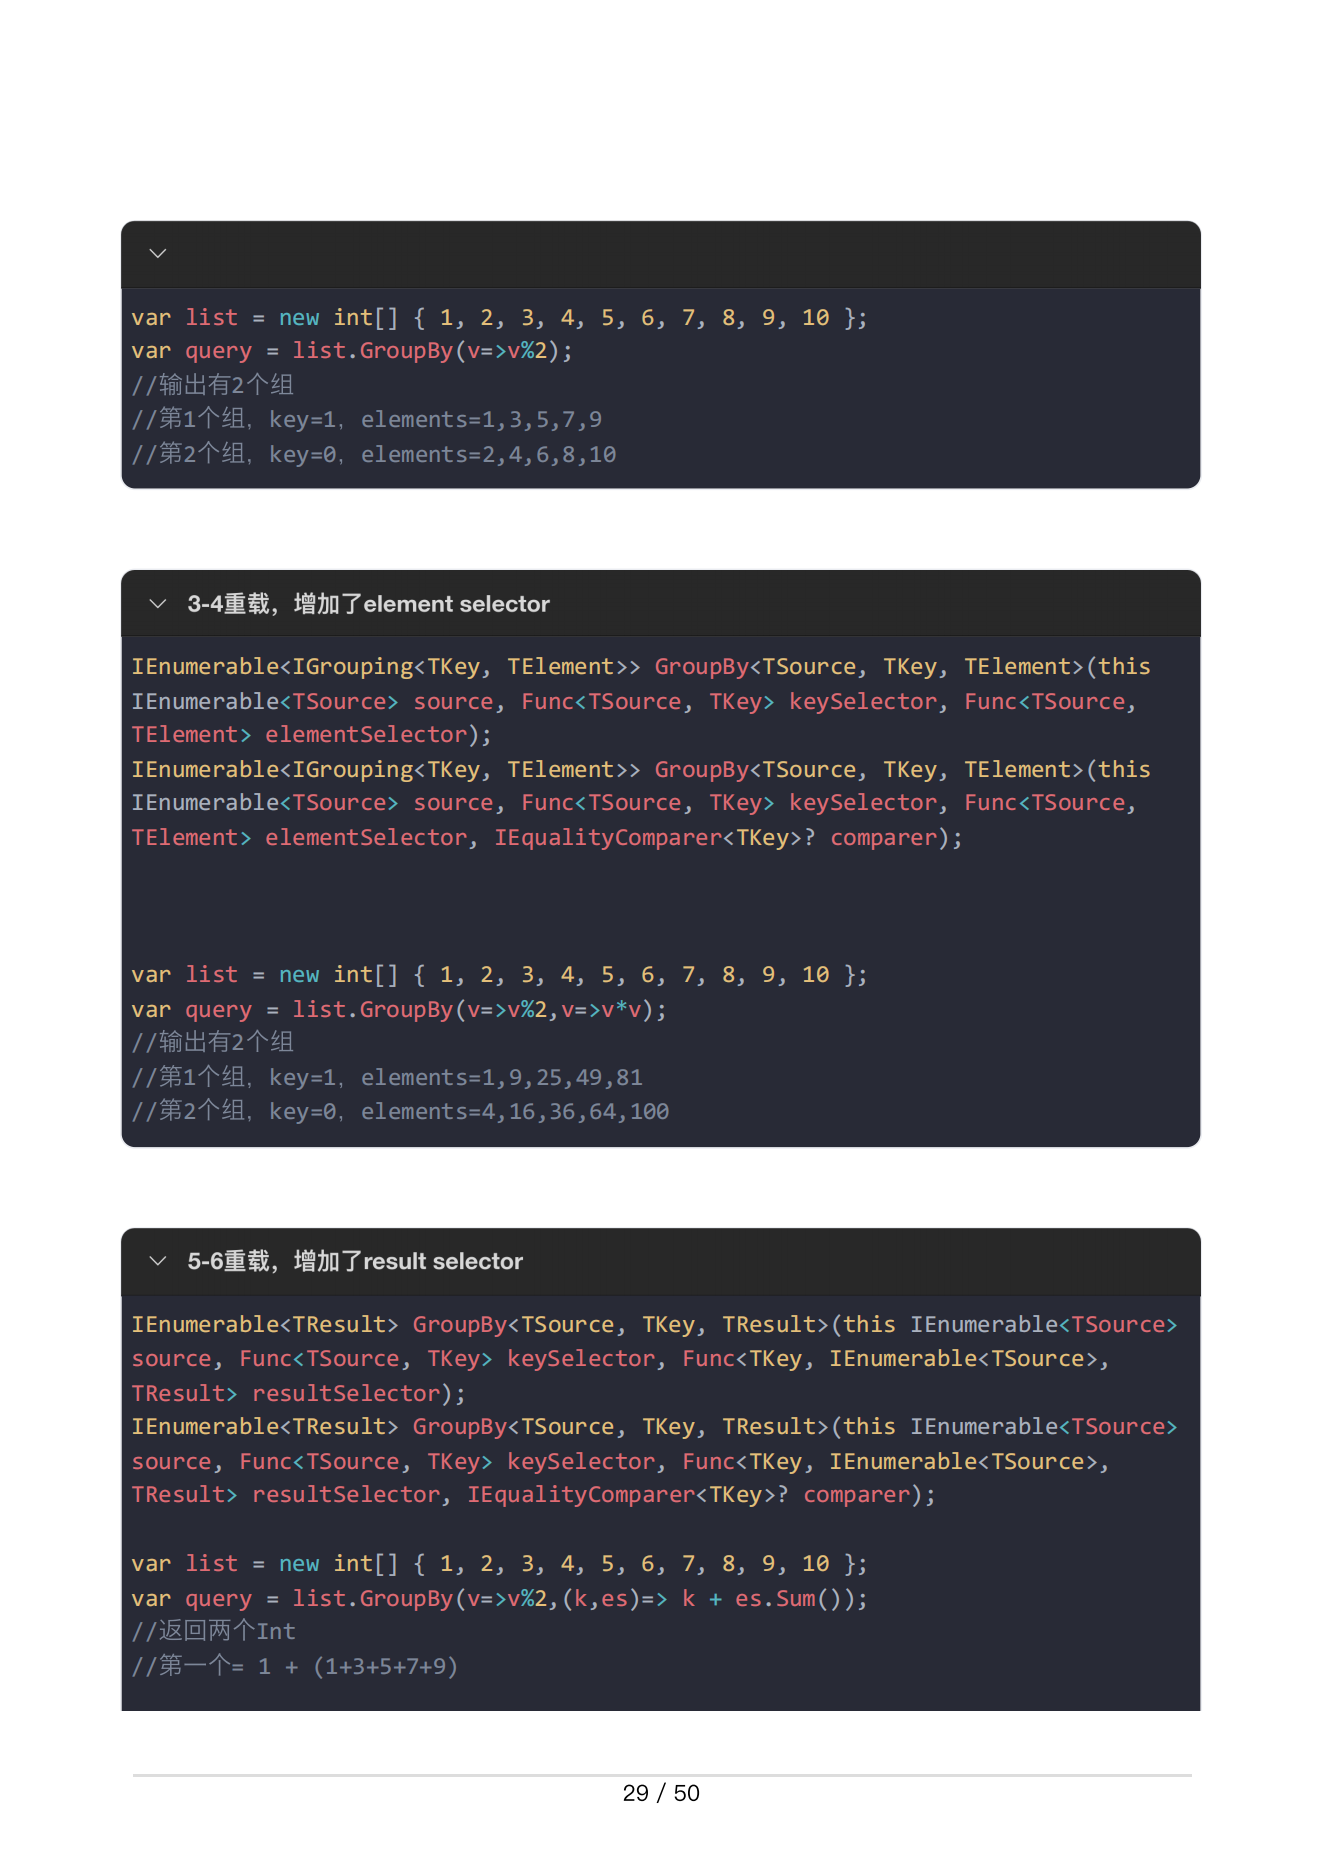 var list = new int[] { 1, 2, 3, 4, 5, 6, 7, 8, 9, 10 };
var query = list.GroupBy(v=>v%2);
//输出有2个组
//第1个组，key=1，elements=1,3,5,7,9
//第2个组，key=0，elements=2,4,6,8,10
3-4重载，增加了element selector
IEnumerable<IGrouping<TKey, TElement>> GroupBy<TSource, TKey, TElement>(this
IEnumerable<TSource> source, Func<TSource, TKey> keySelector, Func<TSource,
TElement> elementSelector);
IEnumerable<IGrouping<TKey, TElement>> GroupBy<TSource, TKey, TElement>(this
IEnumerable<TSource> source, Func<TSource, TKey> keySelector, Func<TSource,
TElement> elementSelector, IEqualityComparer<TKey>? comparer);
var list = new int[] { 1, 2, 3, 4, 5, 6, 7, 8, 9, 10 };
var query = list.GroupBy(v=>v%2,v=>v*v);
//输出有2个组
//第1个组，key=1，elements=1,9,25,49,81
//第2个组，key=0，elements=4,16,36,64,100
5-6重载，增加了result selector
IEnumerable<TResult> GroupBy<TSource, TKey, TResult>(this IEnumerable<TSource>
source, Func<TSource, TKey> keySelector, Func<TKey, IEnumerable<TSource>,
TResult> resultSelector);
IEnumerable<TResult> GroupBy<TSource, TKey, TResult>(this IEnumerable<TSource>
source, Func<TSource, TKey> keySelector, Func<TKey, IEnumerable<TSource>,
TResult> resultSelector, IEqualityComparer<TKey>? comparer);
var list = new int[] { 1, 2, 3, 4, 5, 6, 7, 8, 9, 10 };
var query = list.GroupBy(v=>v%2,(k,es)=> k + es.Sum());
//返回两个Int
//第一个= 1 + (1+3+5+7+9)
29 / 50